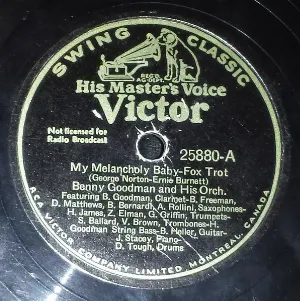 SWING CLASSIC
REG'D
AG-DEPT.
His Master's Voice
Victor
Not licensed for
Radio Broadcast
25880-A
My Melancholy Baby-Fox Trot
(George Norton-Ernie Burnett)
Benny Goodman and His Orch.
Featuring B. Goodman, Clarinet-B. Freeman,
D. Matthews, B. Bernardi, A. Rollini, Saxophones-
H. James, Z. Elman, G. Griffin, Trumpets-
S. Ballard, V. Brown, Trombones-H.
Goodman String Bass-B. Heller, Guitar-
J. Stacey, Piano-
D. Tough, Drums
RCA VICTOR COMPANY LIMITED MONTREAL, CANADA